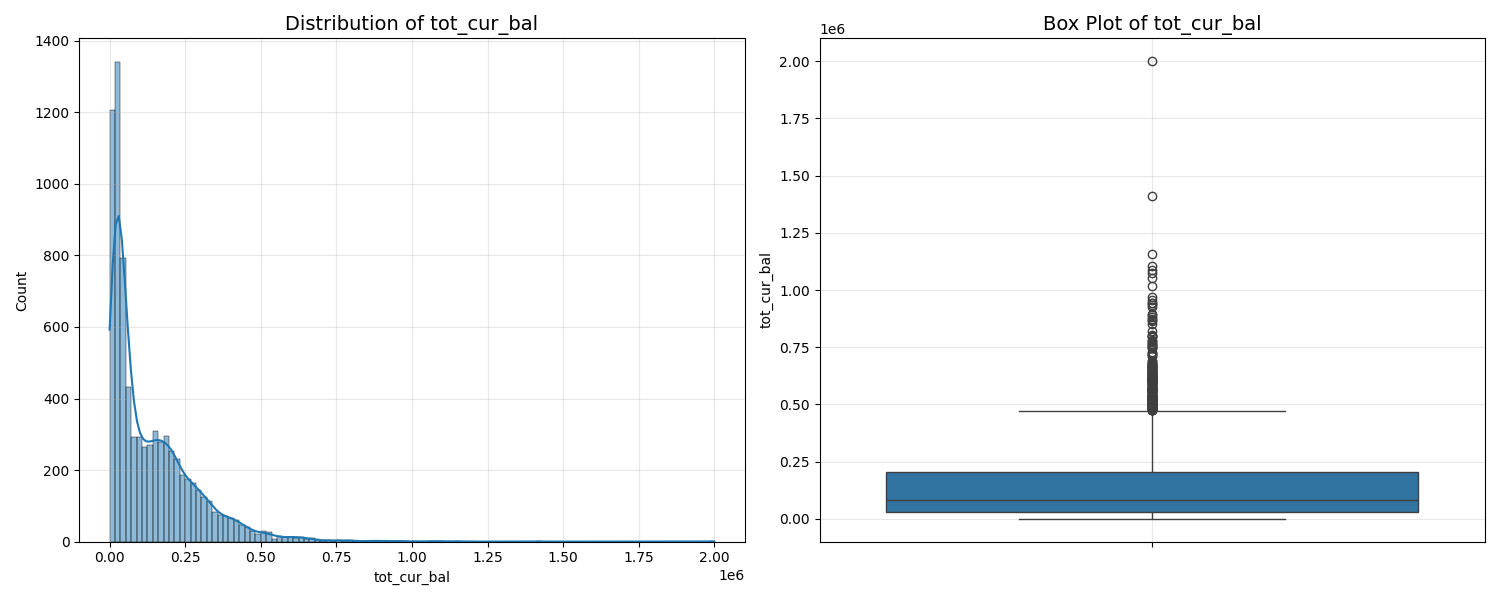 Distribution of tot_cur_bal
1400
1200
1000
800
600
400
200
0
Count
0.00 0.25 0.50 0.75 1.00 1.25 1.50 1.75 2.00
1e6
tot_cur_bal
Box Plot of tot_cur_bal
1e6
2.00
1.75
1.50
1.25
1.00
0.75
0.50
0.25
0.00
tot_cur_bal